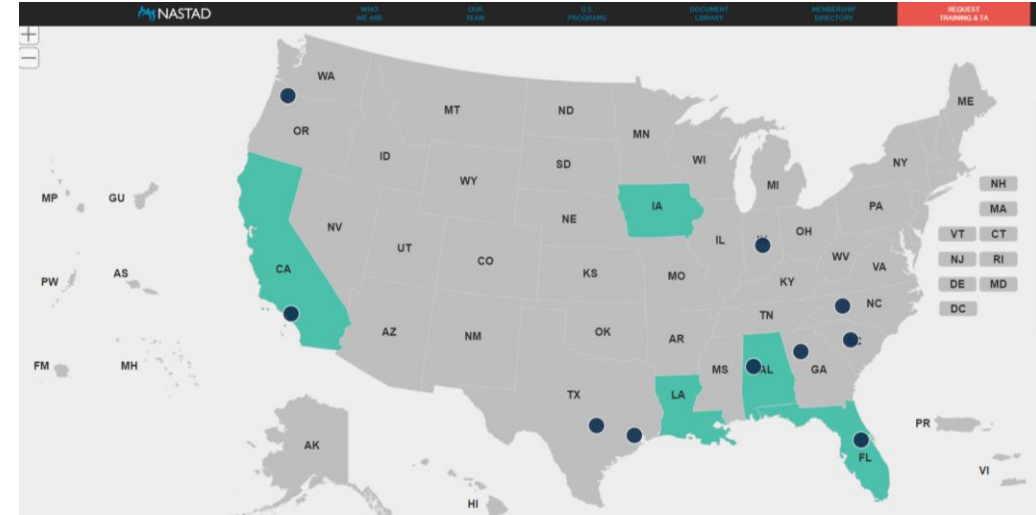 NASTAD
WHO WE ARE
OUR TEAM
U.S. PROGRAMS
DOCUMENT LIBRARY
MEMBERSHIP DIRECTORY
REQUEST TRAINING & TA
+
−
WA
MT
ND
MN
ME
OR
ID
SD
WI
NY
WY
MI
MP
GU
IA
PA
NH
NE
MA
NV
OH
IL
VT
CT
UT
CO
WV
VA
NJ
RI
CA
KS
MO
KY
PW
AS
DE
MD
NC
DC
TN
AZ
NM
OK
AR
FM
MH
MS
AL
GA
TX
LA
PR
AK
FL
VI
HI